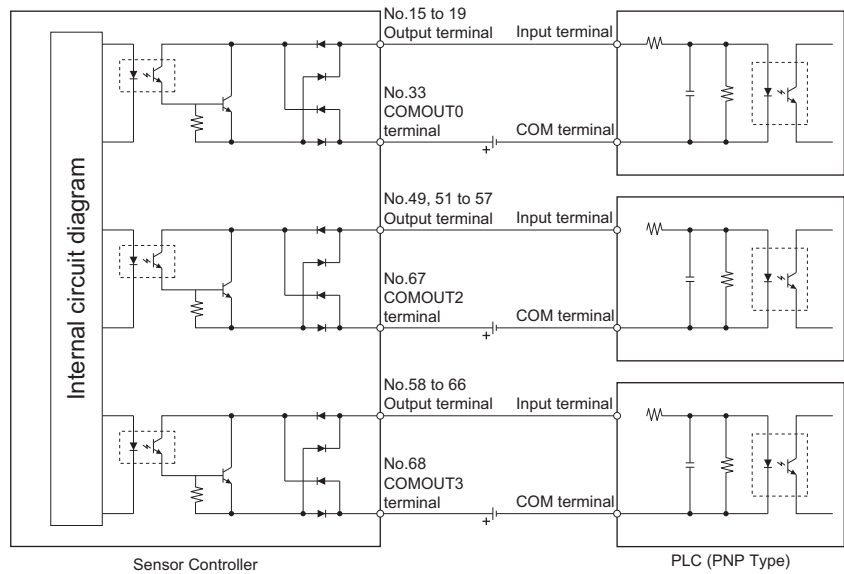 Internal circuit diagram
No.15 to 19
Output terminal
Input terminal
No.33
COMOUT0
terminal
COM terminal
+
No.49, 51 to 57
Output terminal
Input terminal
No.67
COMOUT2
terminal
COM terminal
+
No.58 to 66
Output terminal
Input terminal
No.68
COMOUT3
terminal
COM terminal
+
Sensor Controller
PLC (PNP Type)